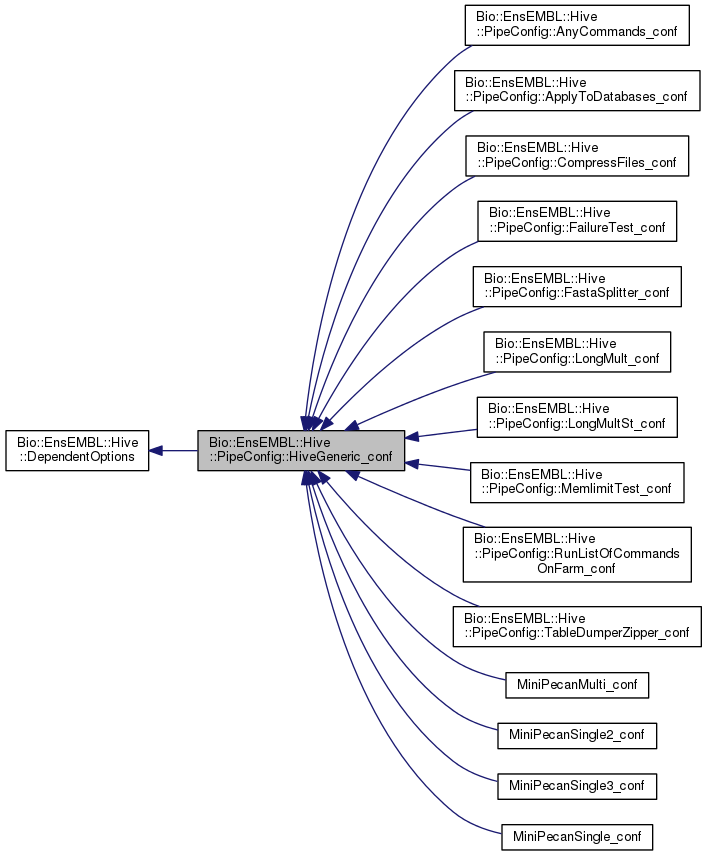 Bio::EnsEMBL::Hive
::PipeConfig::AnyCommands_conf
Bio::EnsEMBL::Hive
::PipeConfig::ApplyToDatabases_conf
Bio::EnsEMBL::Hive
::PipeConfig::CompressFiles_conf
Bio::EnsEMBL::Hive
::PipeConfig::FailureTest_conf
Bio::EnsEMBL::Hive
::PipeConfig::FastaSplitter_conf
Bio::EnsEMBL::Hive
::PipeConfig::LongMult_conf
Bio::EnsEMBL::Hive
::PipeConfig::LongMultSt_conf
Bio::EnsEMBL::Hive
::DependentOptions
Bio::EnsEMBL::Hive
::PipeConfig::HiveGeneric_conf
Bio::EnsEMBL::Hive
::PipeConfig::MemlimitTest_conf
Bio::EnsEMBL::Hive
::PipeConfig::RunListOfCommands
OnFarm_conf
Bio::EnsEMBL::Hive
::PipeConfig::TableDumperZipper_conf
MiniPecanMulti_conf
MiniPecanSingle2_conf
MiniPecanSingle3_conf
MiniPecanSingle_conf